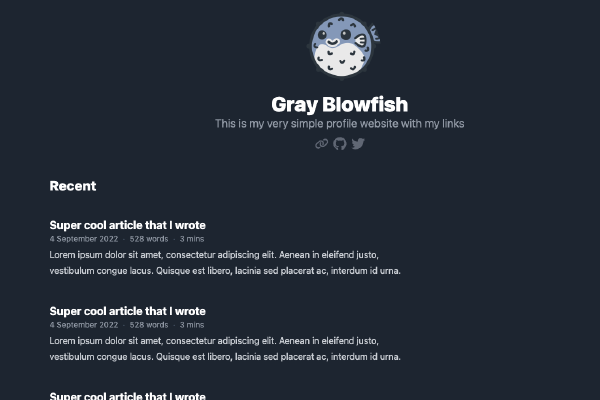 Gray Blowfish
This is my very simple profile website with my links
Recent
Super cool article that I wrote
4 September 2022 · 528 words · 3 mins
Lorem ipsum dolor sit amet, consectetur adipiscing elit. Aenean in eleifend justo,
vestibulum congue lacus. Quisque est libero, lacinia sed placerat ac, interdum id urna.
Super cool article that I wrote
4 September 2022 · 528 words · 3 mins
Lorem ipsum dolor sit amet, consectetur adipiscing elit. Aenean in eleifend justo,
vestibulum congue lacus. Quisque est libero, lacinia sed placerat ac, interdum id urna.
Super cool article that I wrote